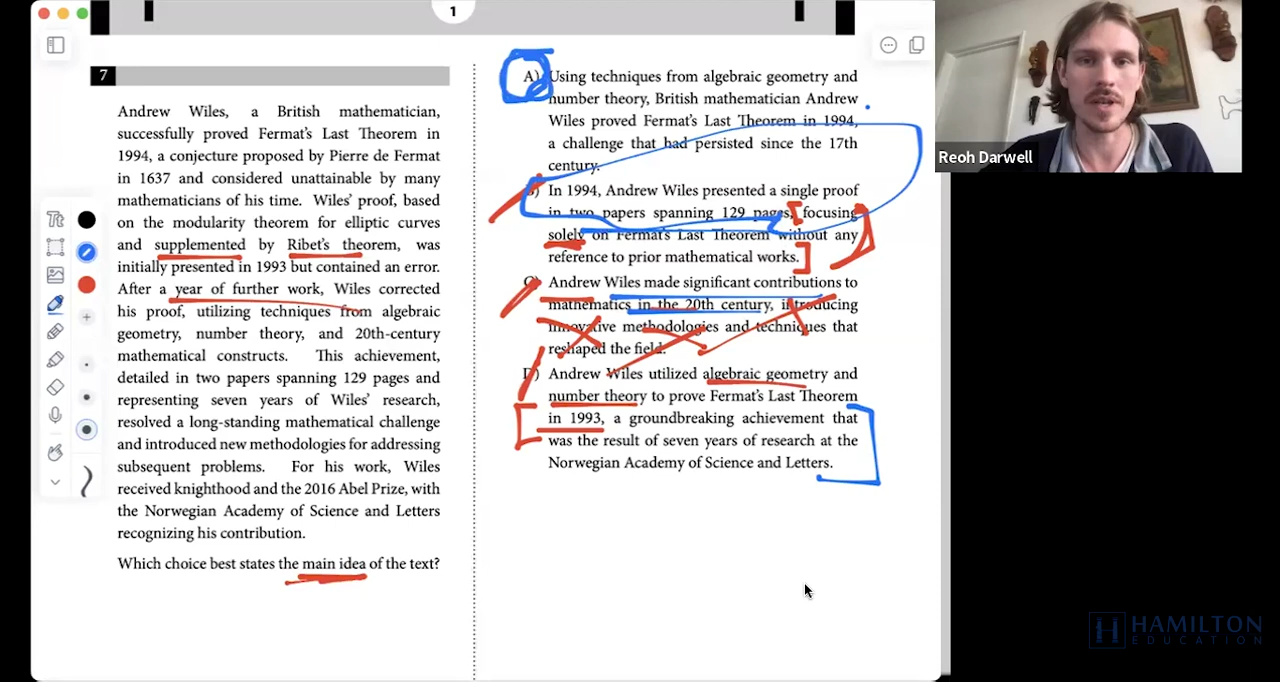 1
7
Andrew Wiles, a British mathematician,
successfully proved Fermat's Last Theorem in
1994, a conjecture proposed by Pierre de Fermat
in 1637 and considered unattainable by many
mathematicians of his time. Wiles' proof, based
on the modularity theorem for elliptic curves
and supplemented by Ribet's theorem, was
initially presented in 1993 but contained an error.
After a year of further work, Wiles corrected
his proof, utilizing techniques from algebraic
geometry, number theory, and 20th-century
mathematical constructs. This achievement,
detailed in two papers spanning 129 pages and
representing seven years of Wiles' research,
resolved a long-standing mathematical challenge
and introduced new methodologies for addressing
subsequent problems. For his work, Wiles
received knighthood and the 2016 Abel Prize, with
the Norwegian Academy of Science and Letters
recognizing his contribution.
Which choice best states the main idea of the text?
A) Using techniques from algebraic geometry and
number theory, British mathematician Andrew
Wiles proved Fermat's Last Theorem in 1994,
a challenge that had persisted since the 17th
century.
B) In 1994, Andrew Wiles presented a single proof
in two papers spanning 129 pages, focusing
solely on Fermat's Last Theorem without any
reference to prior mathematical works.
C) Andrew Wiles made significant contributions to
mathematics in the 20th century, introducing
innovative methodologies and techniques that
reshaped the field.
D) Andrew Wiles utilized algebraic geometry and
number theory to prove Fermat's Last Theorem
in 1993, a groundbreaking achievement that
was the result of seven years of research at the
Norwegian Academy of Science and Letters.
Tt
Reoh Darwell
HAMILTON
EDUCATION